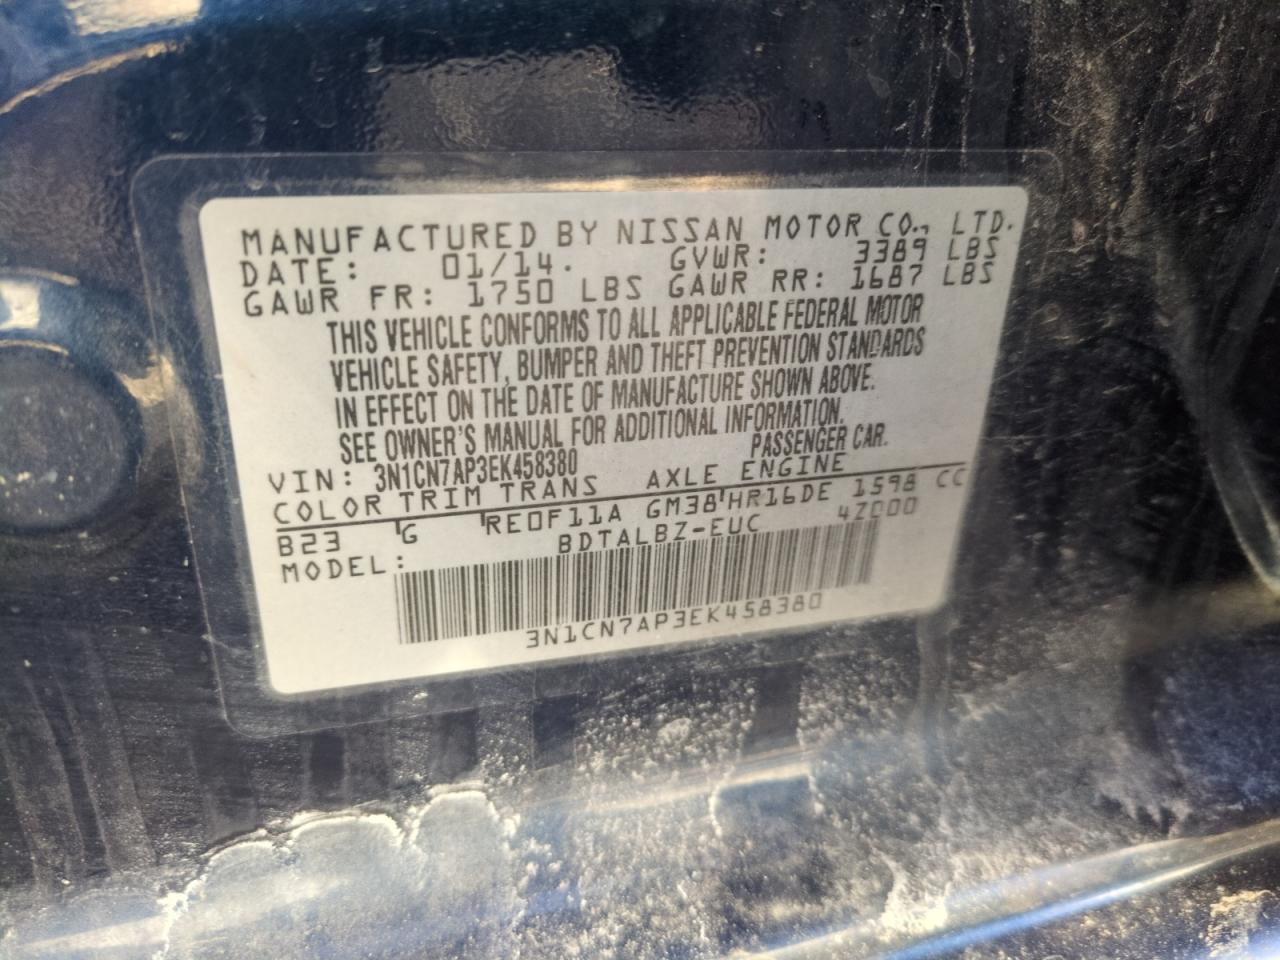 MANUFACTURED BY NISSAN MOTOR CO., LTD.
DATE: 01/14. GVWR: 3389 LBS
GAWR FR: 1750 LBS GAWR RR: 1687 LBS
THIS VEHICLE CONFORMS TO ALL APPLICABLE FEDERAL MOTOR
VEHICLE SAFETY, BUMPER AND THEFT PREVENTION STANDARDS
IN EFFECT ON THE DATE OF MANUFACTURE SHOWN ABOVE.
SEE OWNER'S MANUAL FOR ADDITIONAL INFORMATION.
VIN: 3N1CN7AP3EK458380 PASSENGER CAR.
COLOR TRIM TRANS AXLE ENGINE
B23 G RE0F11A GM38 HR16DE 1598 CC
MODEL: BDTALBZ-EUC 4Z000
3N1CN7AP3EK458380